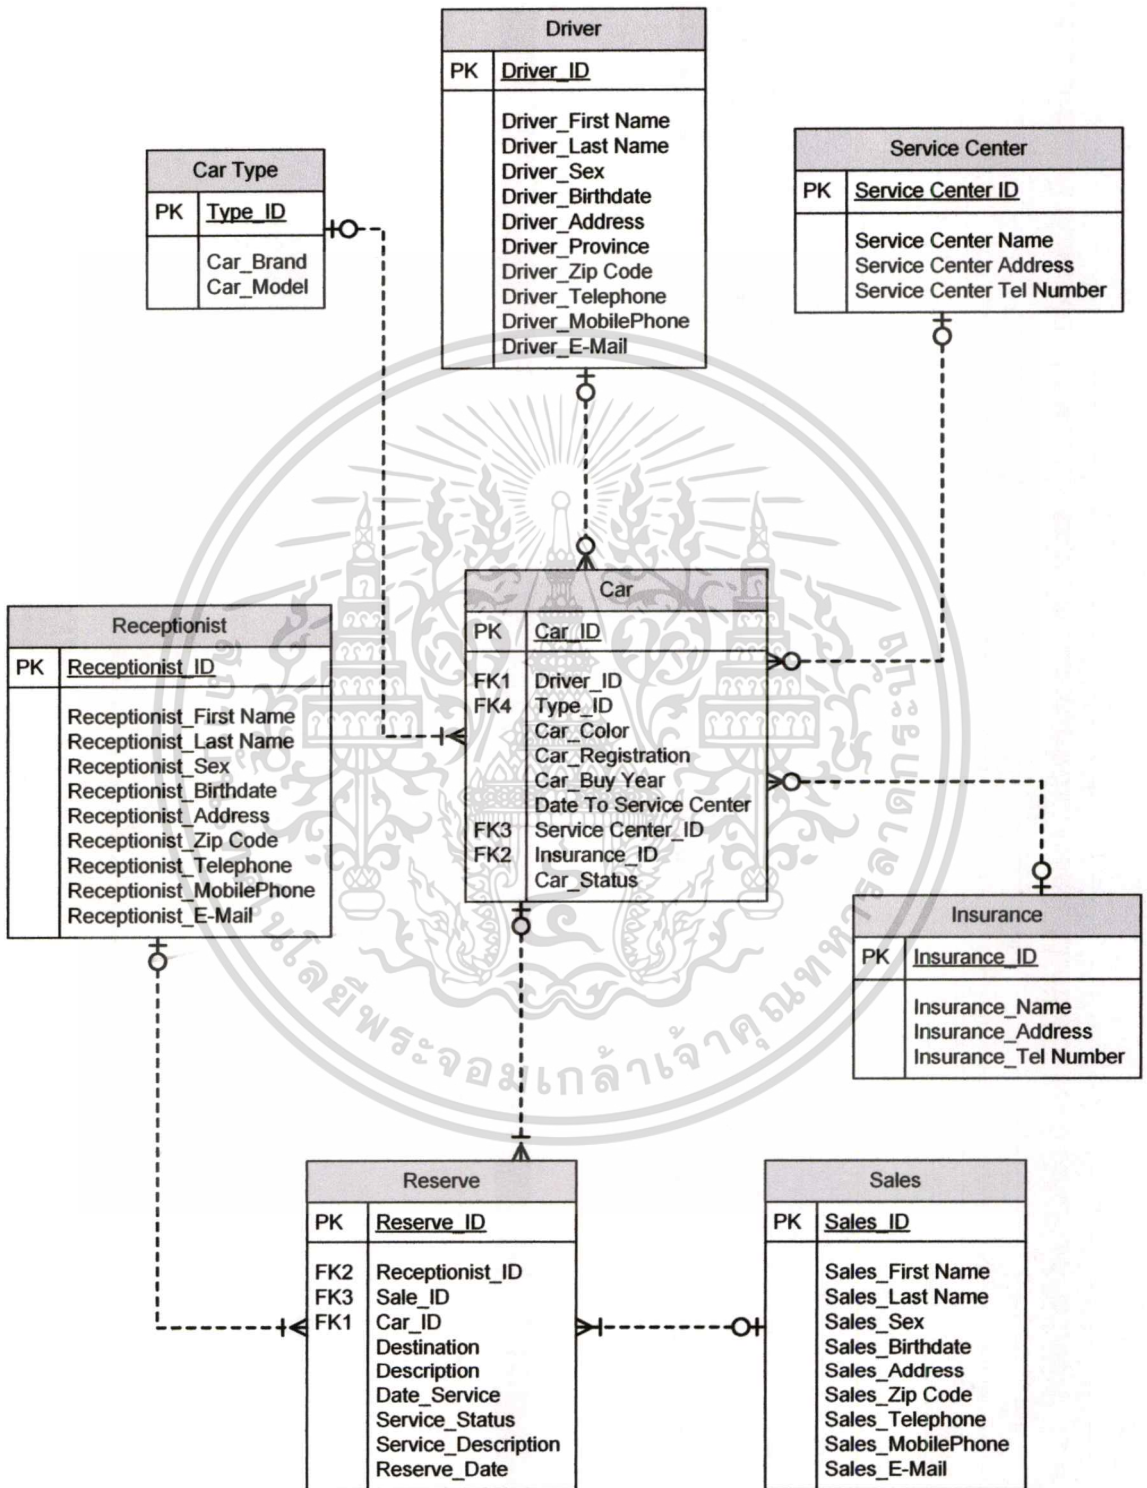 Driver
PK Driver_ID
Driver_First Name
Driver_Last Name
Driver_Sex
Driver_Birthdate
Driver_Address
Driver_Province
Driver_Zip Code
Driver_Telephone
Driver_MobilePhone
Driver_E-Mail
Car Type
PK Type_ID
Car_Brand
Car_Model
Service Center
PK Service Center ID
Service Center Name
Service Center Address
Service Center Tel Number
Car
PK Car_ID
FK1 Driver_ID
FK4 Type_ID
Car_Color
Car_Registration
Car_Buy Year
Date To Service Center
FK3 Service Center_ID
FK2 Insurance_ID
Car_Status
Receptionist
PK Receptionist_ID
Receptionist_First Name
Receptionist_Last Name
Receptionist_Sex
Receptionist_Birthdate
Receptionist_Address
Receptionist_Zip Code
Receptionist_Telephone
Receptionist_MobilePhone
Receptionist_E-Mail
Insurance
PK Insurance_ID
Insurance_Name
Insurance_Address
Insurance_Tel Number
Reserve
PK Reserve_ID
FK2 Receptionist_ID
FK3 Sale_ID
FK1 Car_ID
Destination
Description
Date_Service
Service_Status
Service_Description
Reserve_Date
Sales
PK Sales_ID
Sales_First Name
Sales_Last Name
Sales_Sex
Sales_Birthdate
Sales_Address
Sales_Zip Code
Sales_Telephone
Sales_MobilePhone
Sales_E-Mail